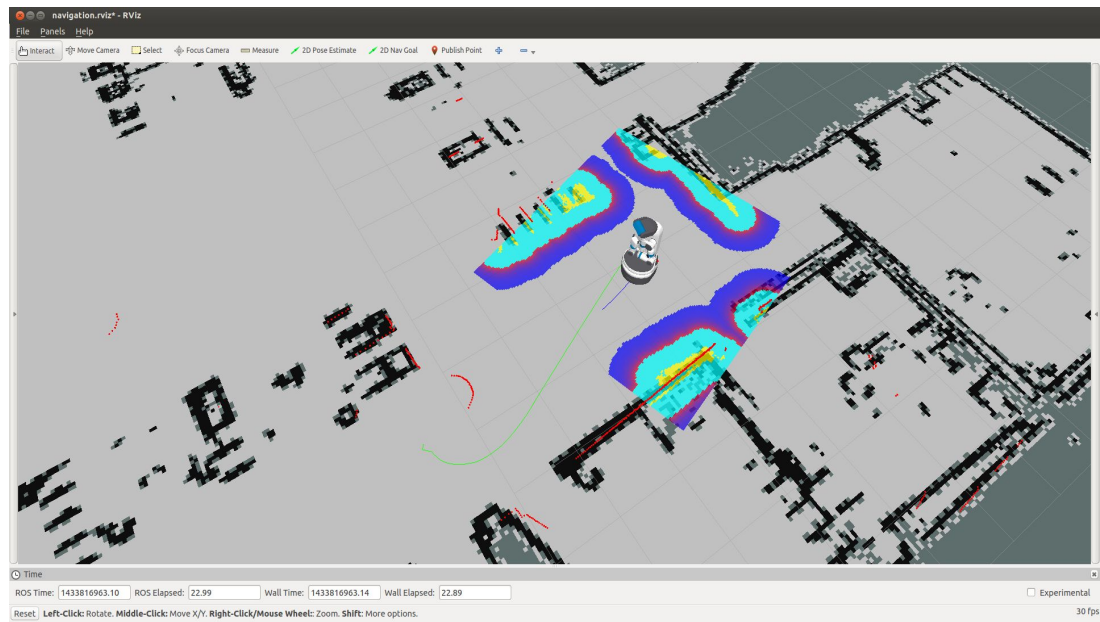 navigation.rviz* - RViz
File Panels Help
Interact Move Camera Select Focus Camera Measure 2D Pose Estimate 2D Nav Goal Publish Point
Time
ROS Time: 1433816963.10 ROS Elapsed: 22.99 Wall Time: 1433816963.14 Wall Elapsed: 22.89 Experimental
Reset Left-Click: Rotate. Middle-Click: Move X/Y. Right-Click/Mouse Wheel:: Zoom. Shift: More options. 30 fps